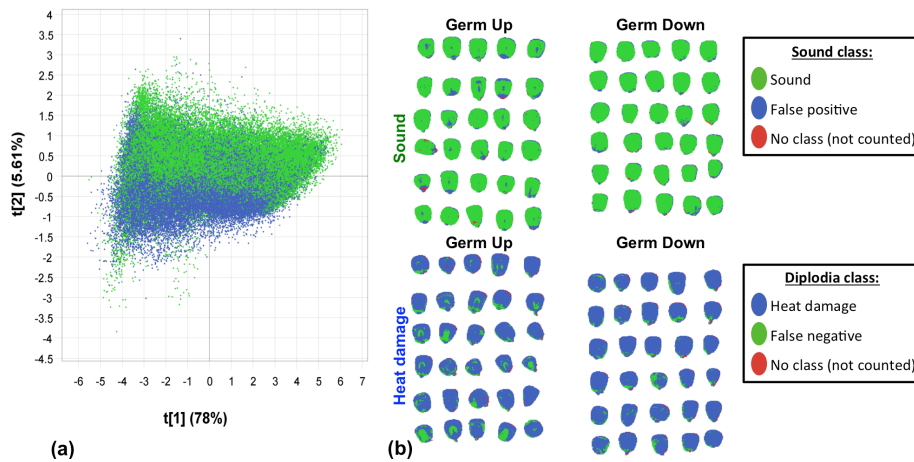 4
3.5
3
2.5
2
1.5
1
0.5
0
-0.5
-1
-1.5
-2
-2.5
-3
-3.5
-4
-4.5
t[2] (5.61%)
-6 -5 -4 -3 -2 -1 0 1 2 3 4 5 6 7
t[1] (78%)
(a)
Germ Up Germ Down
Sound
Germ Up Germ Down
Heat damage
(b)
Sound class:
Sound
False positive
No class (not counted)
Diplodia class:
Heat damage
False negative
No class (not counted)